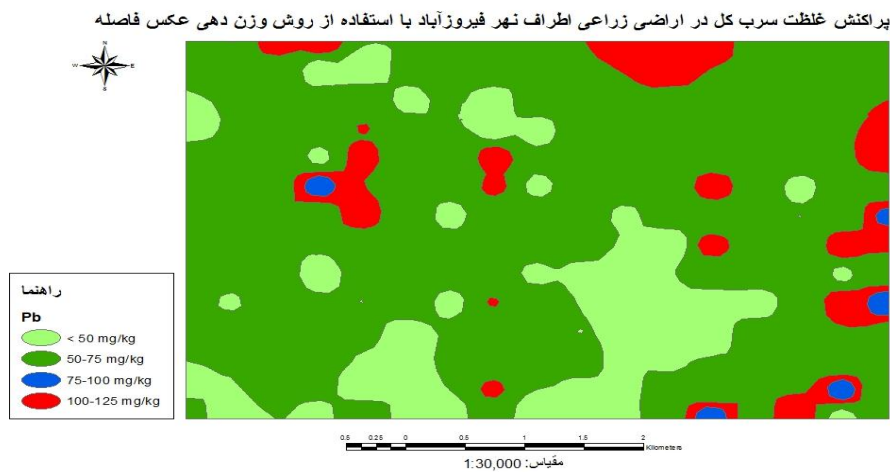 پراکنش غلظت سرب کل در اراضی زراعی اطراف نهر فیروزآباد با استفاده از روش وزن دهی عکس فاصله
N
W E
S
راهنما
Pb
< 50 mg/kg
50-75 mg/kg
75-100 mg/kg
100-125 mg/kg
0.5 0.25 0 0.5 1 1.5 2
Kilometers
مقیاس: 1:30,000